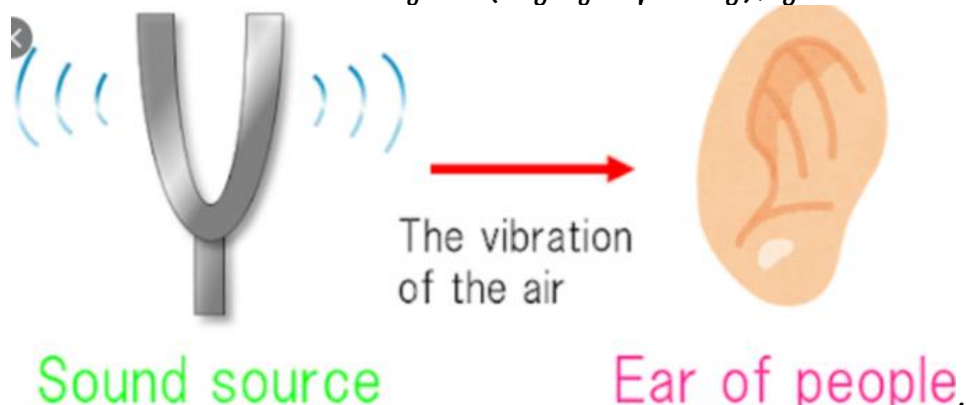 The vibration
of the air
Sound source
Ear of people.